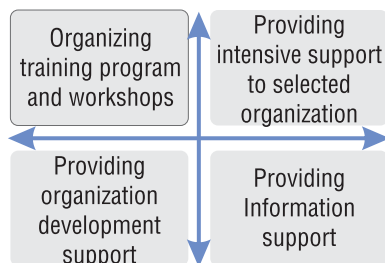 Organizing
training program
and workshops
Providing
intensive support
to selected
organization
Providing
organization
development
support
Providing
Information
support